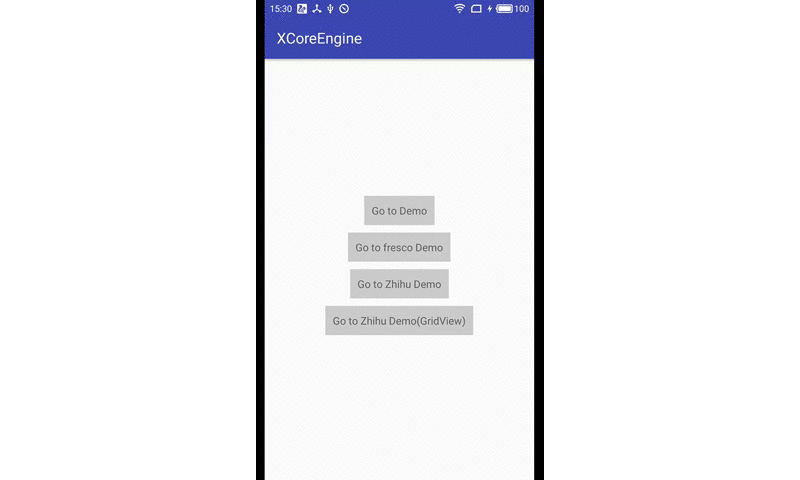 15:30 100
XCoreEngine
Go to Demo
Go to fresco Demo
Go to Zhihu Demo
Go to Zhihu Demo(GridView)